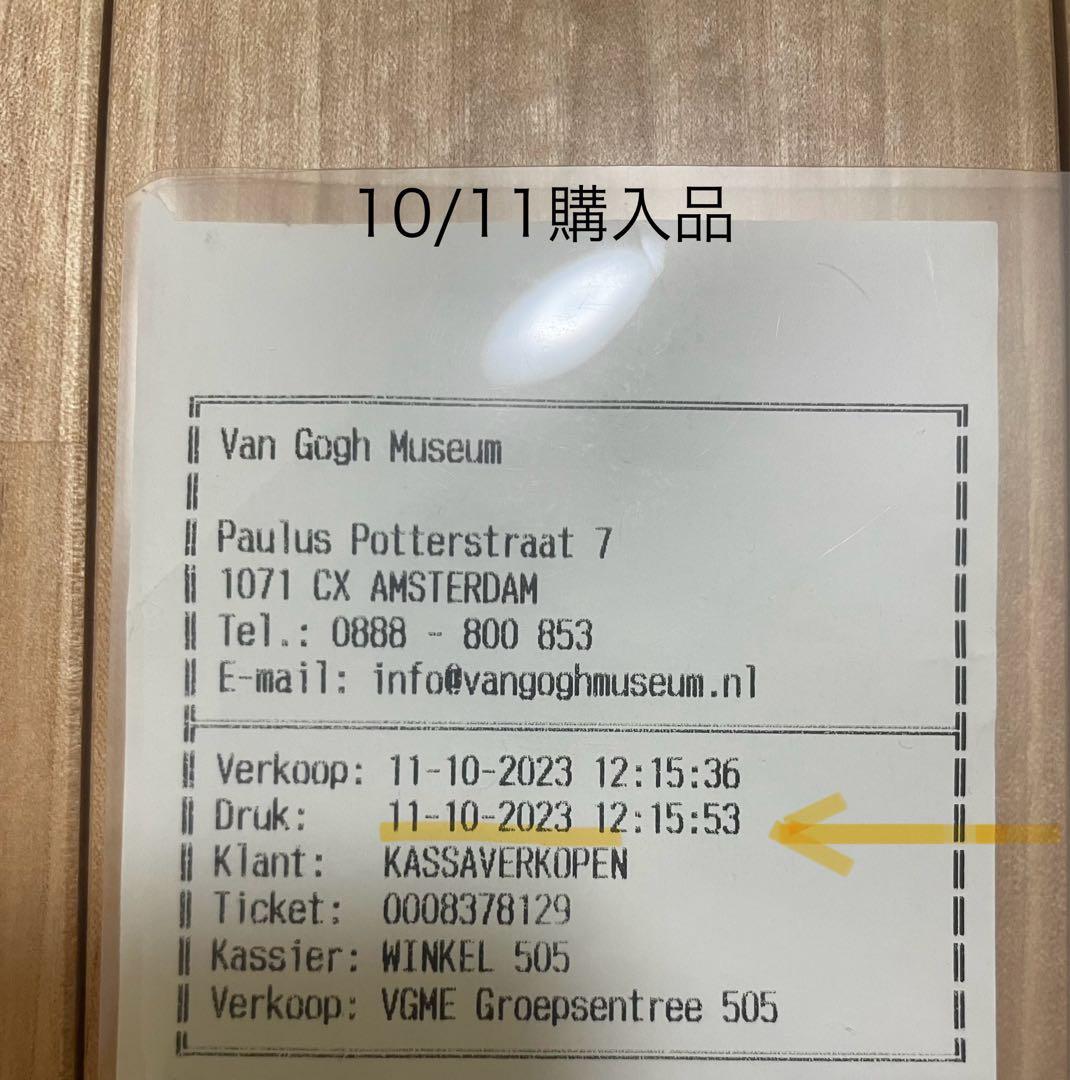 10/11購入品
Van Gogh Museum
Paulus Potterstraat 7
1071 CX AMSTERDAM
Tel.: 0888 - 800 853
E-mail: info@vangoghmuseum.nl
Verkoop: 11-10-2023 12:15:36
Druk: 11-10-2023 12:15:53
Klant: KASSAVERKOPEN
Ticket: 0008378129
Kassier: WINKEL 505
Verkoop: VGME Groepsentree 505